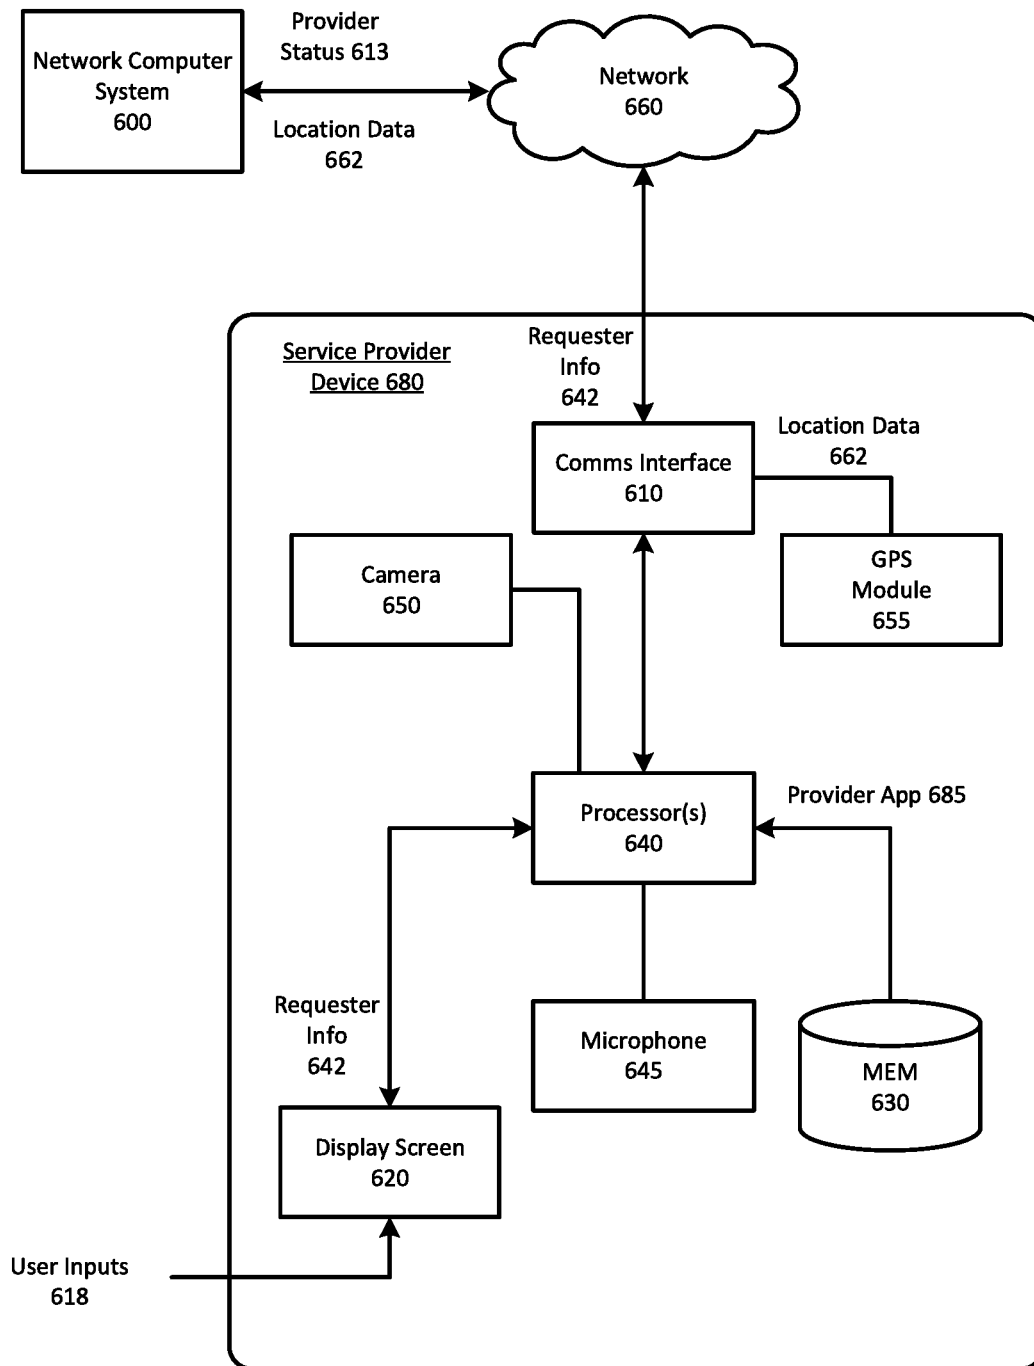 Network Computer
System
600
Provider
Status 613
Location Data
662
Network
660
Service Provider
Device 680
Requester
Info
642
Comms Interface
610
Location Data
662
Camera
650
GPS
Module
655
Processor(s)
640
Provider App 685
Requester
Info
642
Microphone
645
MEM
630
Display Screen
620
User Inputs
618